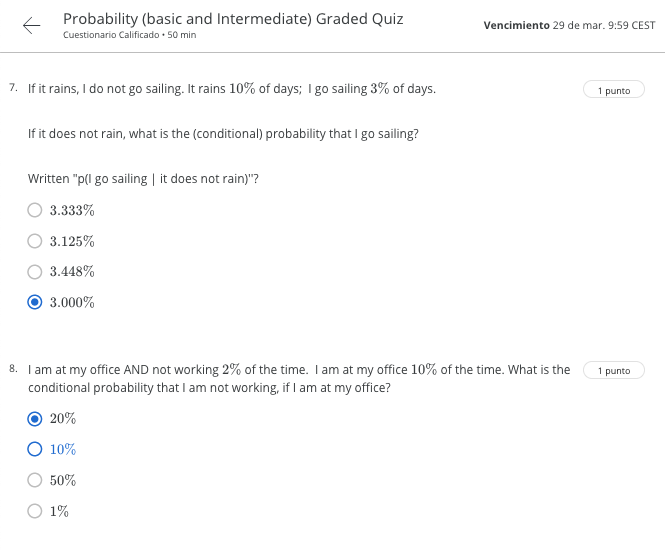 Probability (basic and Intermediate) Graded Quiz
Cuestionario Calificado • 50 min
Vencimiento 29 de mar. 9:59 CEST
7. If it rains, I do not go sailing. It rains 10% of days; I go sailing 3% of days.
1 punto
If it does not rain, what is the (conditional) probability that I go sailing?
Written "p(I go sailing | it does not rain)"?
3.333%
3.125%
3.448%
3.000%
8. I am at my office AND not working 2% of the time. I am at my office 10% of the time. What is the
1 punto
conditional probability that I am not working, if I am at my office?
20%
10%
50%
1%